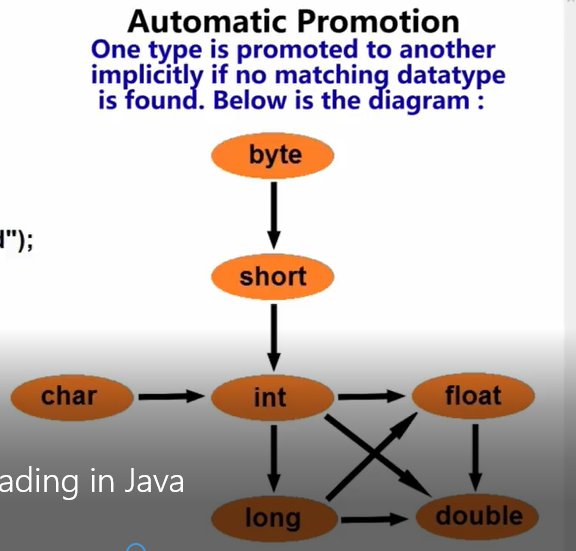 Automatic Promotion
One type is promoted to another
implicitly if no matching datatype
is found. Below is the diagram :
byte
d");
short
char
int
float
ading in Java
long
double